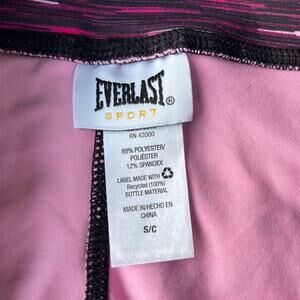 EVERLAST®
SPORT
RN 42000
88% POLYESTER/
POLIÉSTER
12% SPANDEX
LABEL MADE WITH
Recycled (100%)
BOTTLE MATERIAL
MADE IN/HECHO EN
CHINA
S/C